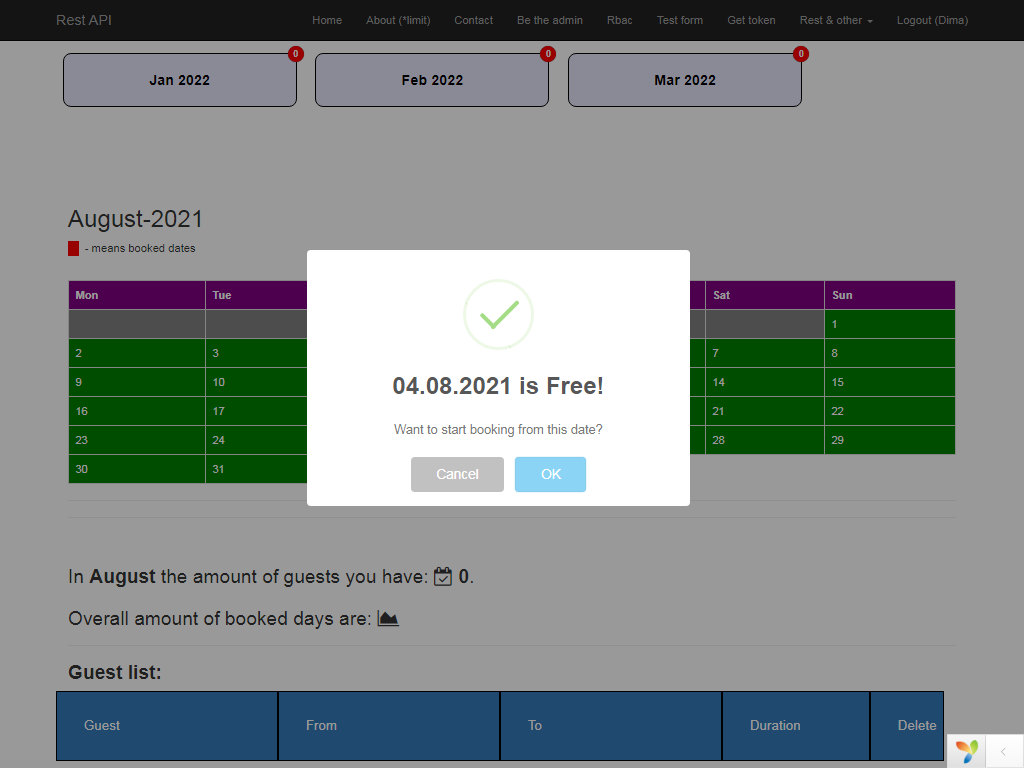 Rest API Home About (*limit) Contact Be the admin Rbac Test form Get token Rest & other Logout (Dima)
0 0 0
Jan 2022 Feb 2022 Mar 2022
August-2021
- means booked dates
Mon Tue Sat Sun
1
2 3 7 8
9 10 14 15
16 17 21 22
23 24 28 29
30 31
04.08.2021 is Free!
Want to start booking from this date?
Cancel OK
In August the amount of guests you have: 0.
Overall amount of booked days are:
Guest list:
Guest From To Duration Delete